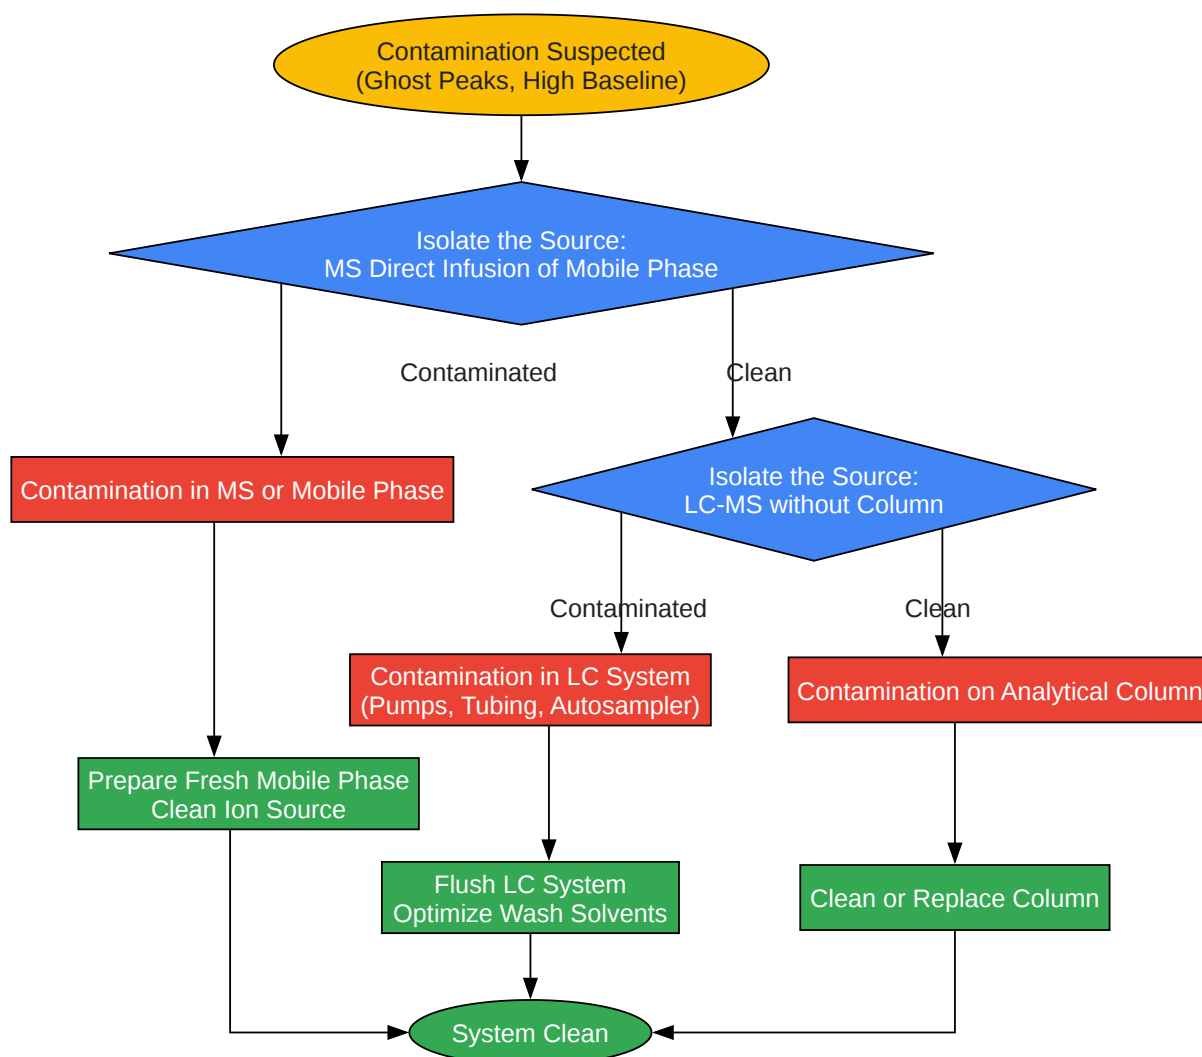 Contamination Suspected
(Ghost Peaks, High Baseline)
Isolate the Source:
MS Direct Infusion of Mobile Phase
Contaminated
Clean
Contamination in MS or Mobile Phase
Isolate the Source:
LC-MS without Column
Contaminated
Clean
Contamination in LC System
(Pumps, Tubing, Autosampler)
Contamination on Analytical Column
Prepare Fresh Mobile Phase
Clean Ion Source
Flush LC System
Optimize Wash Solvents
Clean or Replace Column
System Clean